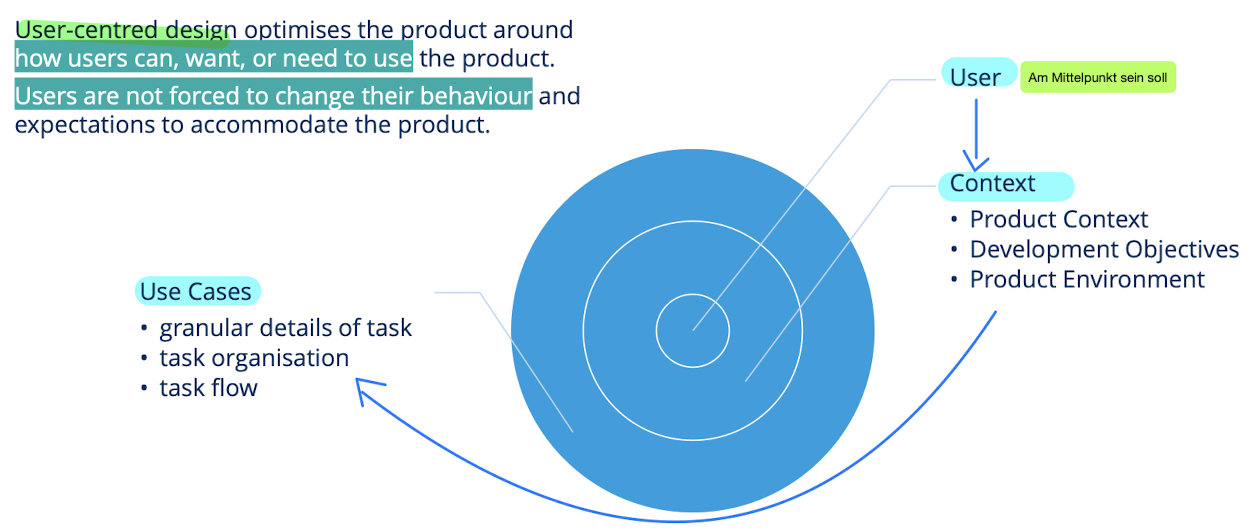 User-centred design optimises the product around
how users can, want, or need to use the product.
Users are not forced to change their behaviour and
expectations to accommodate the product.
User
Am Mittelpunkt sein soll
Context
• Product Context
• Development Objectives
• Product Environment
Use Cases
• granular details of task
• task organisation
• task flow